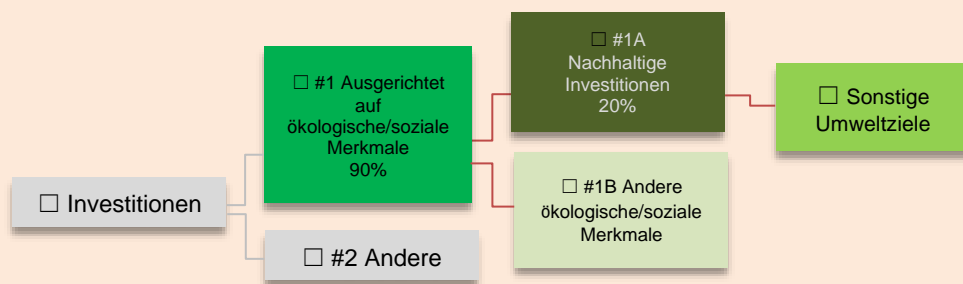 ☐ Investitionen
☐ #1 Ausgerichtet
auf
ökologische/soziale
Merkmale
90%
☐ #2 Andere
☐ #1A
Nachhaltige
Investitionen
20%
☐ #1B Andere
ökologische/soziale
Merkmale
☐ Sonstige
Umweltziele